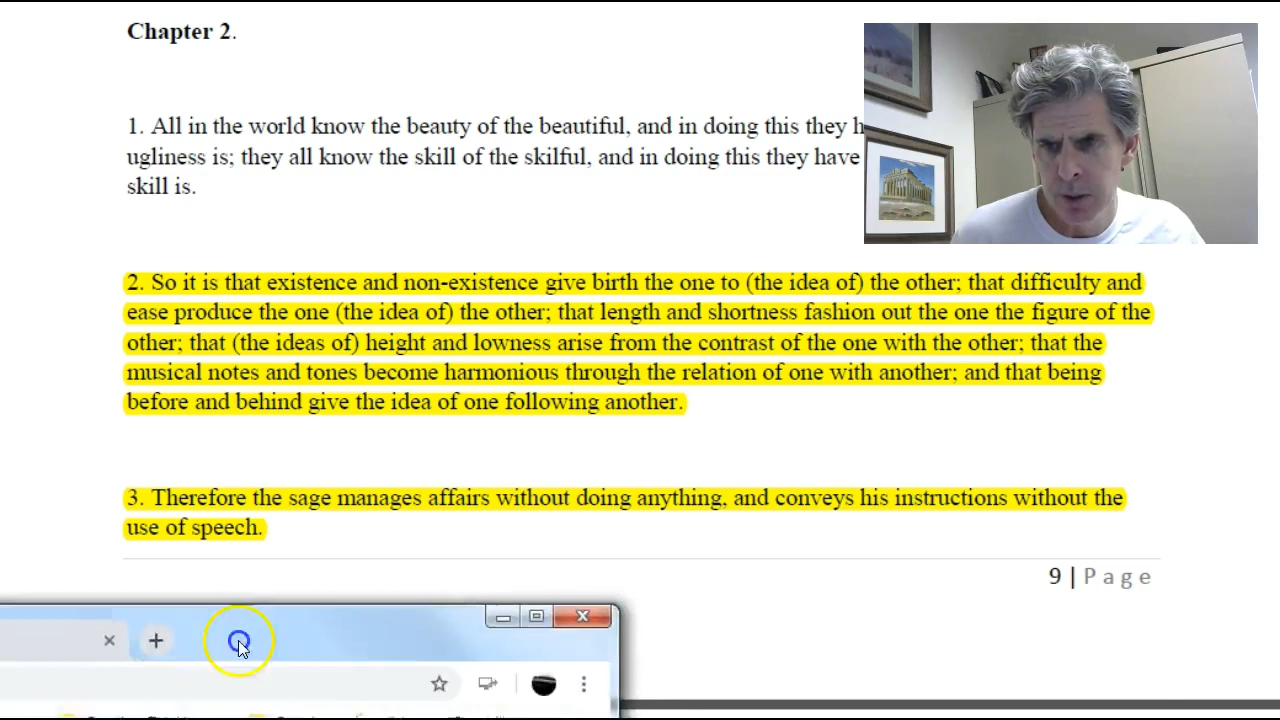 Chapter 2.
1. All in the world know the beauty of the beautiful, and in doing this they h
ugliness is; they all know the skill of the skilful, and in doing this they have
skill is.
2. So it is that existence and non-existence give birth the one to (the idea of) the other; that difficulty and
ease produce the one (the idea of) the other; that length and shortness fashion out the one the figure of the
other; that (the ideas of) height and lowness arise from the contrast of the one with the other; that the
musical notes and tones become harmonious through the relation of one with another; and that being
before and behind give the idea of one following another.
3. Therefore the sage manages affairs without doing anything, and conveys his instructions without the
use of speech.
9 | Page